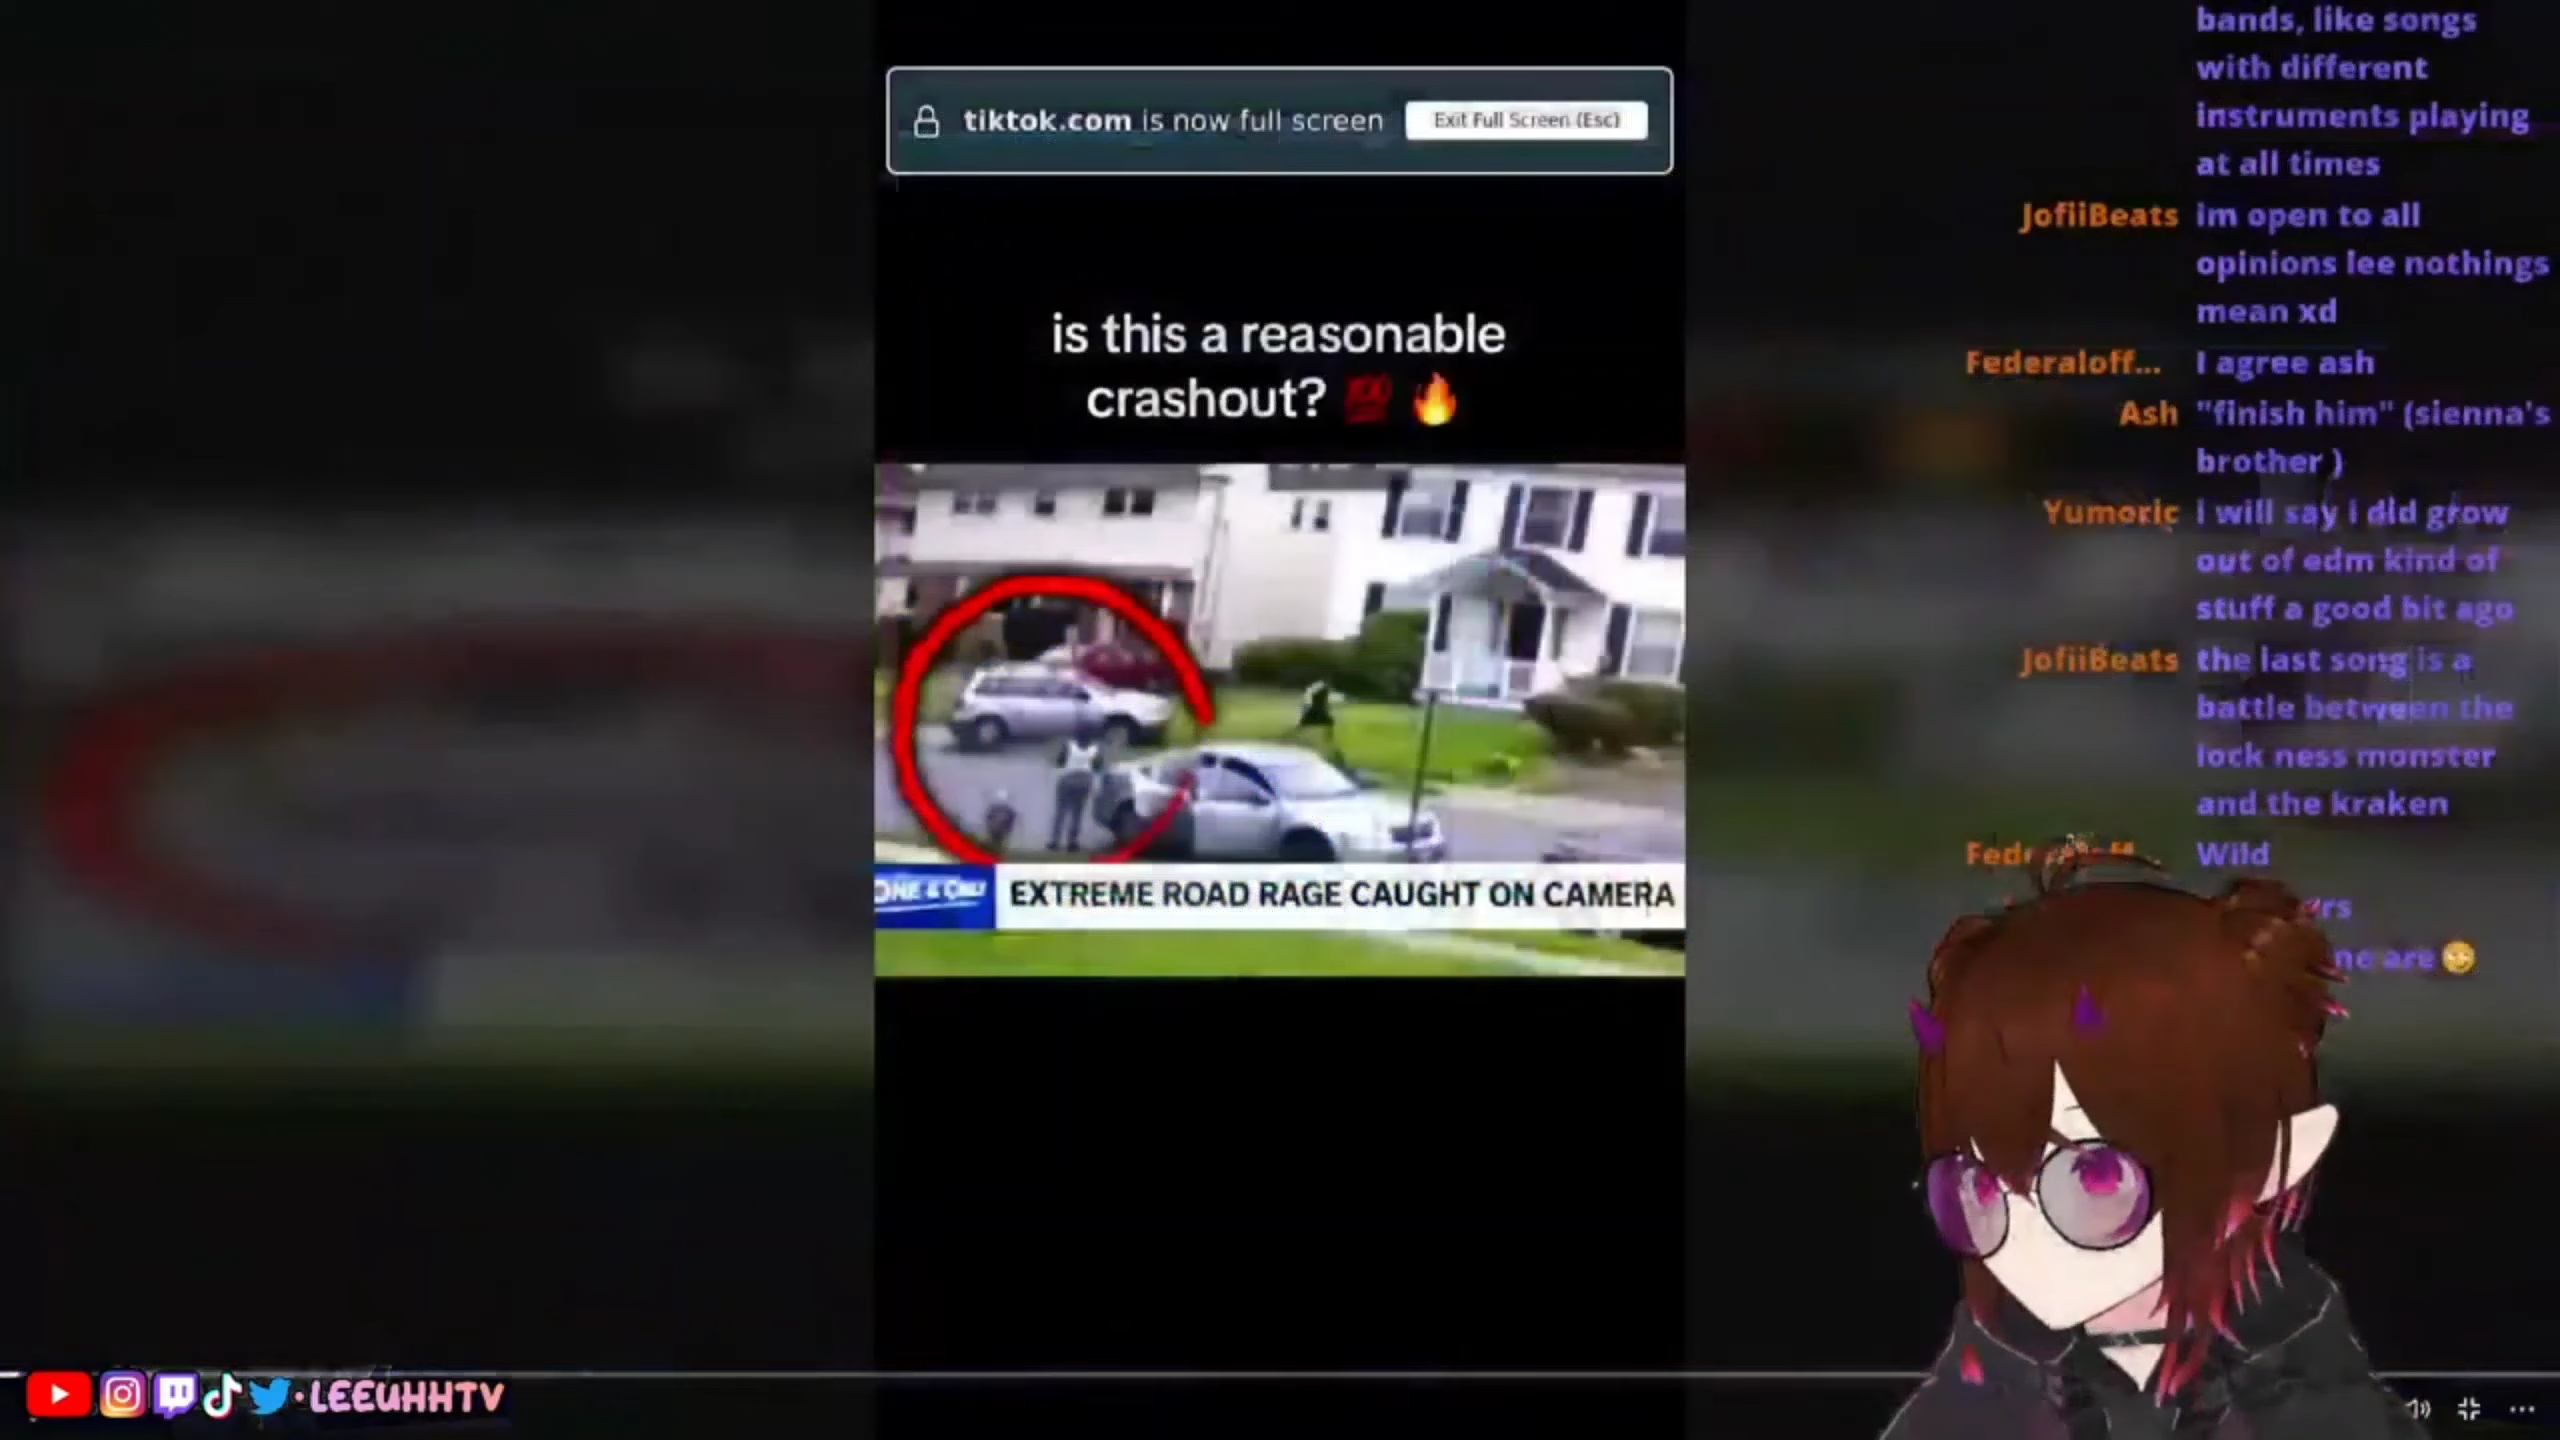 tiktok.com is now full screen
Exit Full Screen (Esc)
is this a reasonable
crashout? 💯 🔥
ONE & ONLY
EXTREME ROAD RAGE CAUGHT ON CAMERA
bands, like songs
with different
instruments playing
at all times
JofiiBeats im open to all
opinions lee nothings
mean xd
Federaloff... I agree ash
Ash "finish him" (sienna's
brother )
Yumoric i will say i did grow
out of edm kind of
stuff a good bit ago
JofiiBeats the last song is a
battle between the
lock ness monster
and the kraken
Wild
are
LEEUHHTV